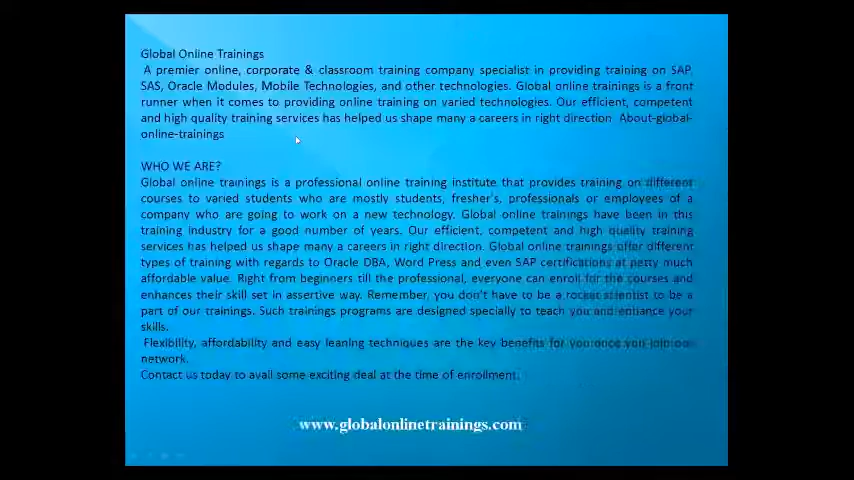 Global Online Trainings
A premier online, corporate & classroom training company specialist in providing training on SAP,
SAS, Oracle Modules, Mobile Technologies, and other technologies. Global online trainings is a front
runner when it comes to providing online training on varied technologies. Our efficient, competent
and high quality training services has helped us shape many a careers in right direction About-global-
online-trainings
WHO WE ARE?
Global online trainings is a professional online training institute that provides training on different
courses to varied students who are mostly students, fresher's, professionals or employees of a
company who are going to work on a new technology. Global online trainings have been in this
training industry for a good number of years. Our efficient, competent and high quality training
services has helped us shape many a careers in right direction. Global online trainings offer different
types of training with regards to Oracle DBA, Word Press and even SAP certifications at petty much
affordable value. Right from beginners till the professional, everyone can enroll for the courses and
enhances their skill set in assertive way. Remember, you don't have to be a rocket scientist to be a
part of our trainings. Such trainings programs are designed specially to teach you and enhance your
skills.
Flexibility, affordability and easy leaning techniques are the key benefits for you once you join our
network.
Contact us today to avail some exciting deal at the time of enrollment.
www.globalonlinetrainings.com